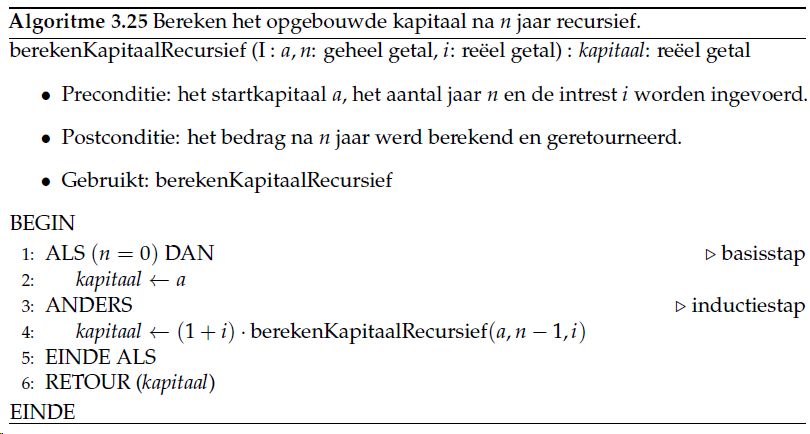 Algoritme 3.25 Bereken het opgebouwde kapitaal na n jaar recursief.
berekenKapitaalRecursief (I : a, n: geheel getal, i: reëel getal) : kapitaal: reëel getal
• Preconditie: het startkapitaal a, het aantal jaar n en de intrest i worden ingevoerd.
• Postconditie: het bedrag na n jaar werd berekend en geretourneerd.
• Gebruikt: berekenKapitaalRecursief
BEGIN
1: ALS (n = 0) DAN ▷ basisstap
2: kapitaal ← a
3: ANDERS ▷ inductiestap
4: kapitaal ← (1 + i) · berekenKapitaalRecursief(a, n − 1, i)
5: EINDE ALS
6: RETOUR (kapitaal)
EINDE